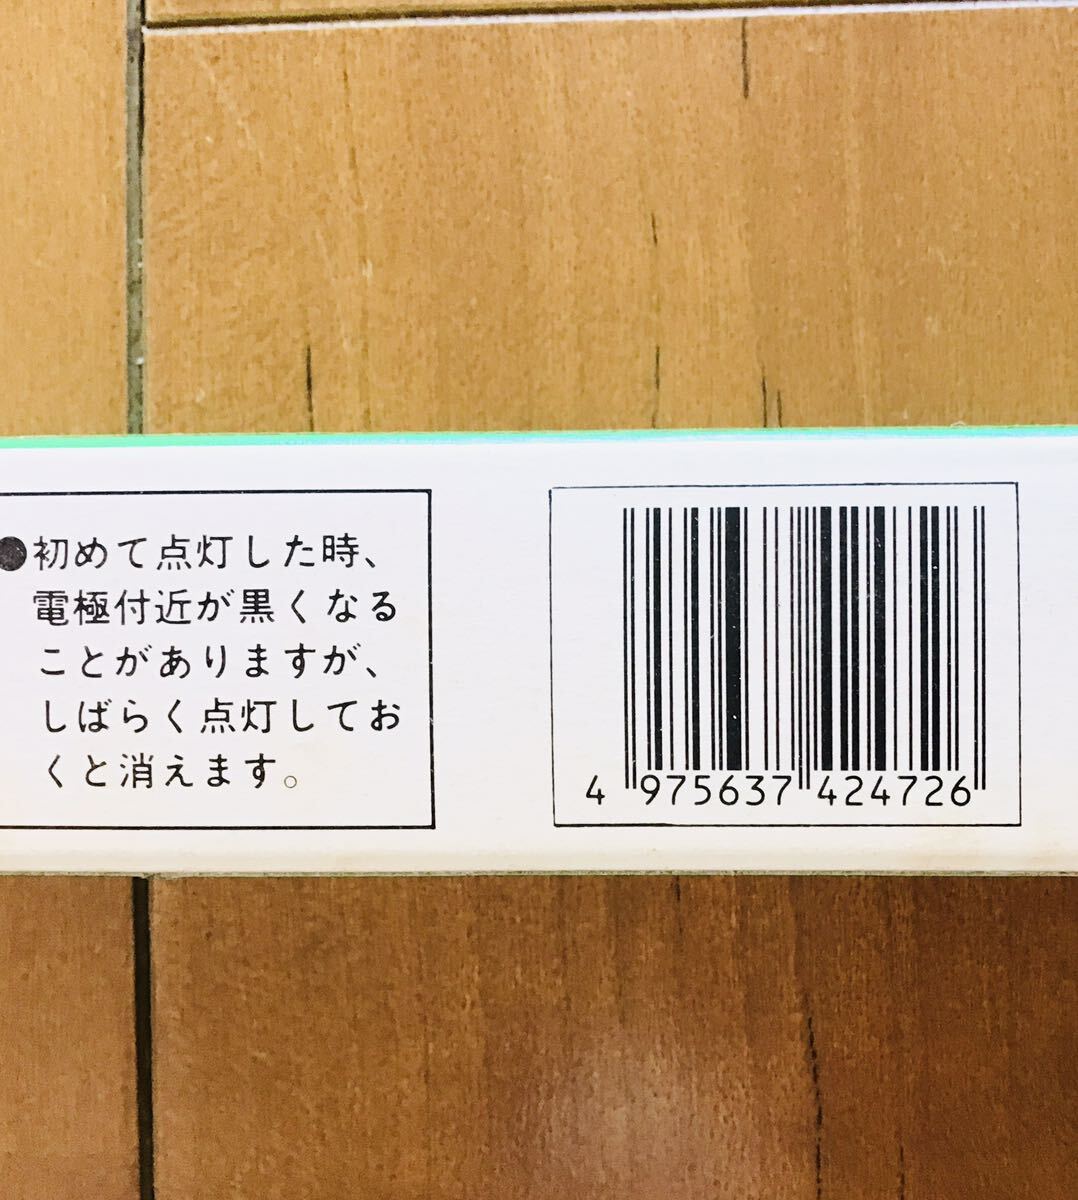 ●初めて点灯した時、
電極付近が黒くなる
ことがありますが、
しばらく点灯してお
くと消えます。
4 975637 424726